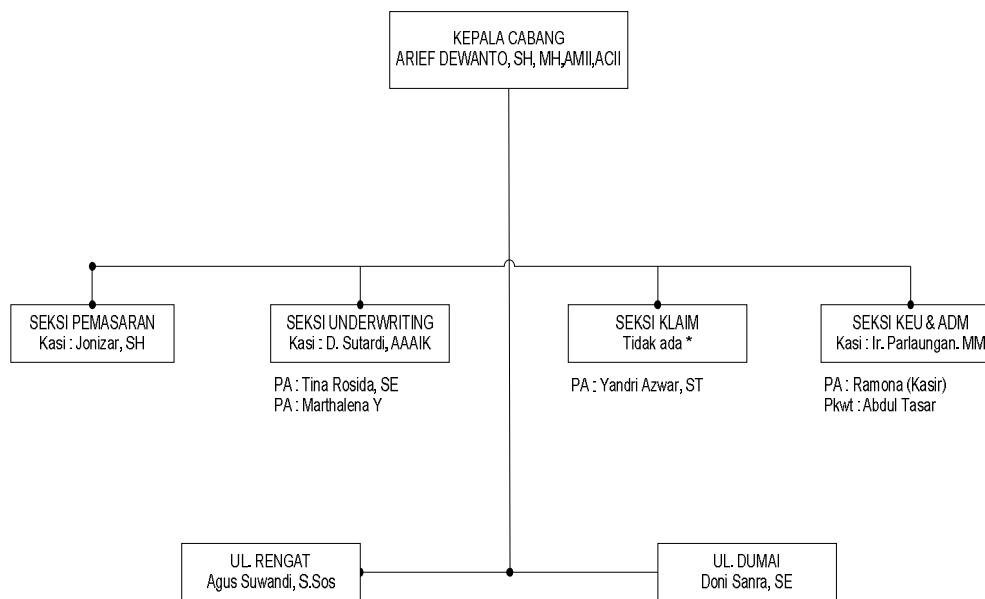 KEPALA CABANG
ARIEF DEWANTO, SH, MH,AMII,ACII
SEKSI PEMASARAN
Kasi : Jonizar, SH
SEKSI UNDERWRITING
Kasi : D. Sutardi, AAAIK
PA : Tina Rosida, SE
PA : Marthalena Y
SEKSI KLAIM
Tidak ada *
PA : Yandri Azwar, ST
SEKSI KEU & ADM
Kasi : Ir. Parlaungan. MM
PA : Ramona (Kasir)
Pkwt : Abdul Tasar
UL. RENGAT
Agus Suwandi, S.Sos
UL. DUMAI
Doni Sanra, SE